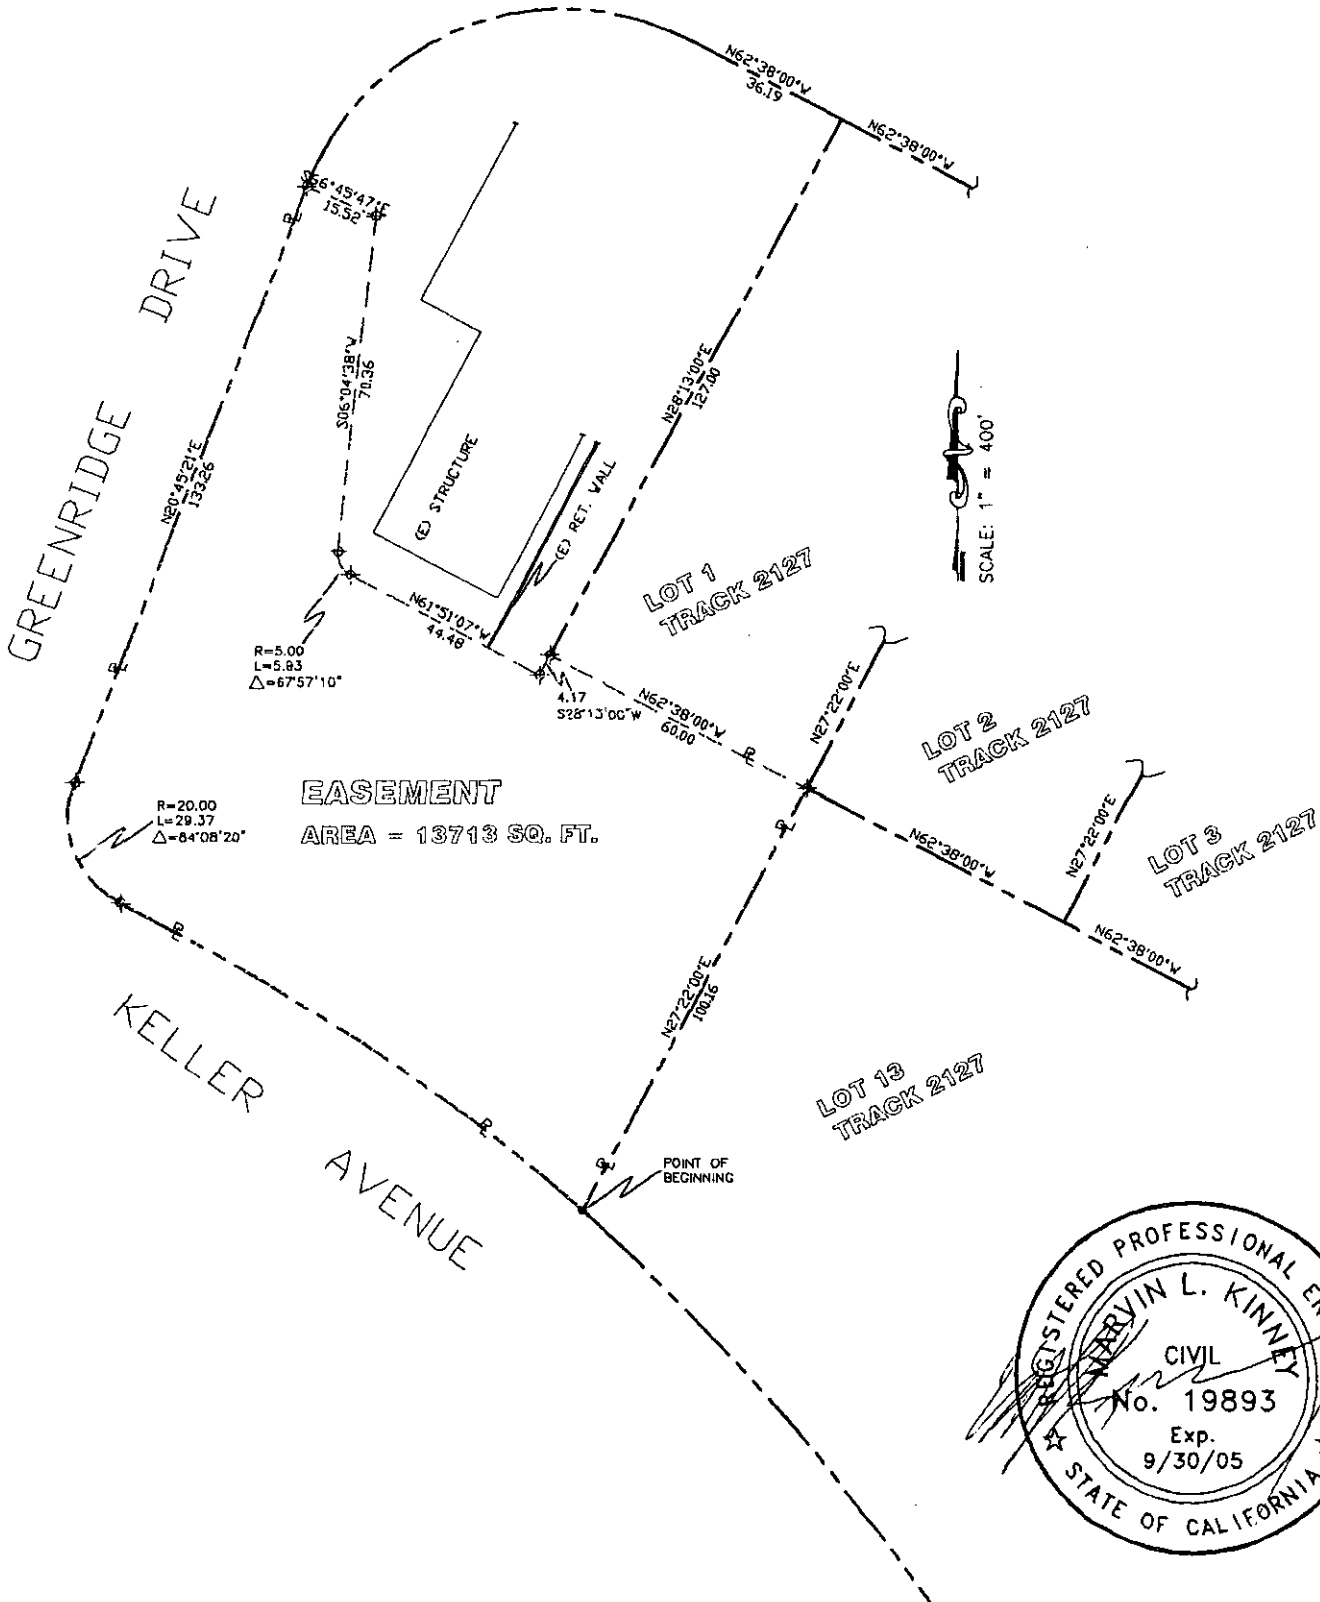 N62°38'00"W
36.19
N62°38'00"W
S66°45'47"E
15.52
GREENRIDGE DRIVE
N20°45'21"E
133.26
S06°04'38"W
70.36
(E) STRUCTURE
(E) RET. WALL
N28°13'00"E
127.00
SCALE: 1" = 400'
LOT 1
TRACK 2127
R=5.00
L=5.93
△=67°57'10"
N61°51'07"W
44.48
4.17
S28°13'00"W
N62°38'00"W
60.00
N27°22'00"E
LOT 2
TRACK 2127
N62°38'00"W
N27°22'00"E
LOT 3
TRACK 2127
N62°38'00"W
R=20.00
L=29.37
△=84°08'20"
EASEMENT
AREA = 13713 SQ. FT.
N27°22'00"E
100.16
LOT 13
TRACK 2127
KELLER AVENUE
POINT OF
BEGINNING
REGISTERED PROFESSIONAL EN
MARVIN L. KINNEY
CIVIL
No. 19893
Exp.
9/30/05
STATE OF CALIFORNIA